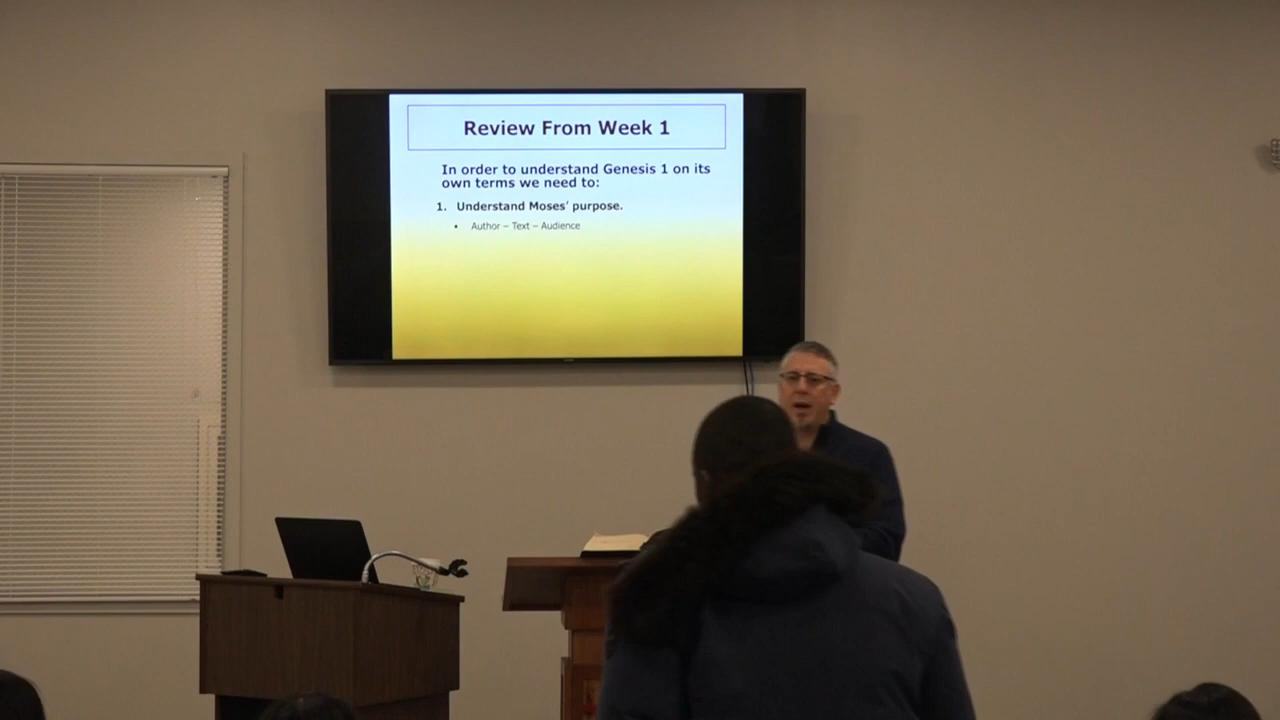 Review From Week 1
In order to understand Genesis 1 on its
own terms we need to:
1. Understand Moses’ purpose.
• Author – Text – Audience